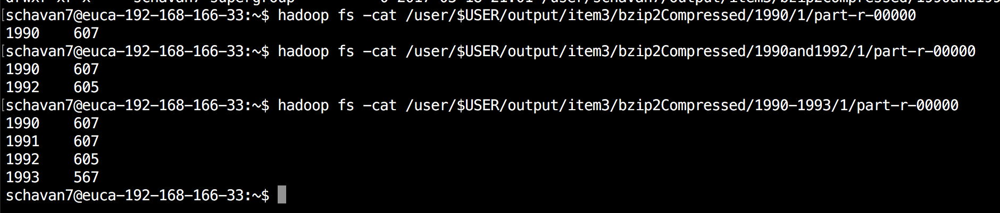 schavan7@euca-192-168-166-33:~$ hadoop fs -cat /user/$USER/output/item3/bzip2Compressed/1990/1/part-r-00000
1990    607
schavan7@euca-192-168-166-33:~$ hadoop fs -cat /user/$USER/output/item3/bzip2Compressed/1990and1992/1/part-r-00000
1990    607
1992    605
schavan7@euca-192-168-166-33:~$ hadoop fs -cat /user/$USER/output/item3/bzip2Compressed/1990-1993/1/part-r-00000
1990    607
1991    607
1992    605
1993    567
schavan7@euca-192-168-166-33:~$